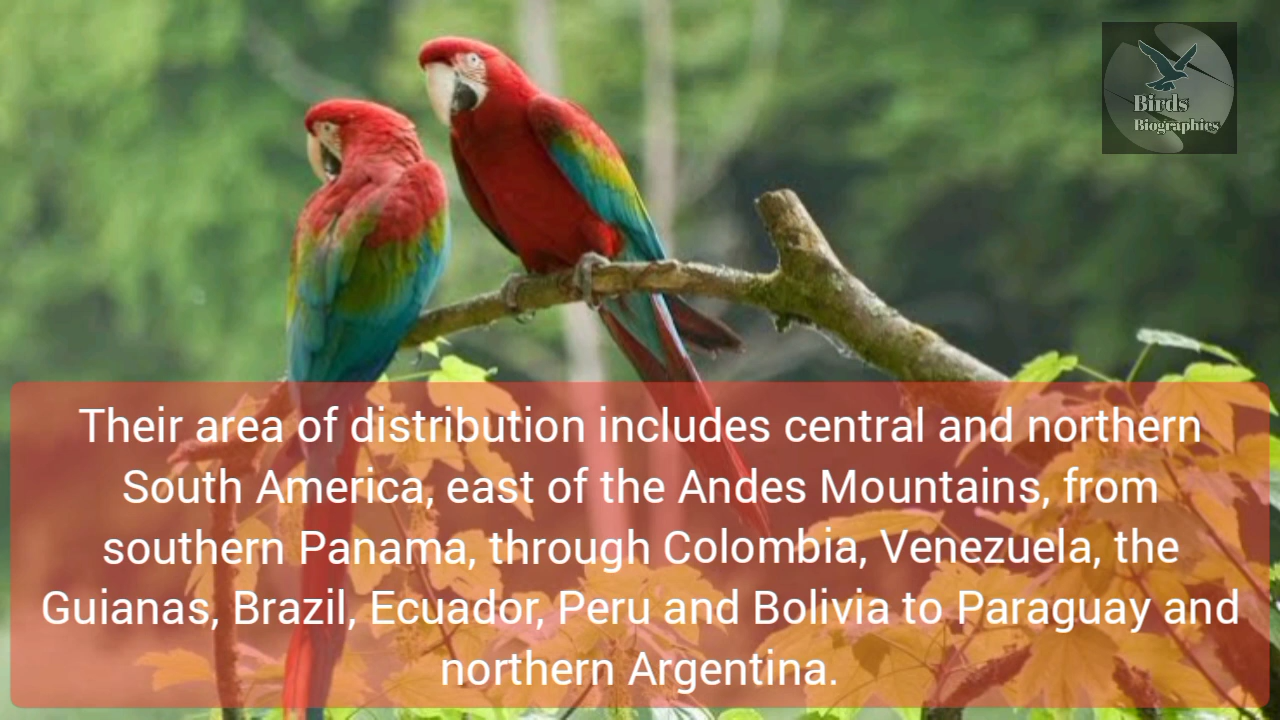 Birds
Biographics
Their area of distribution includes central and northern
South America, east of the Andes Mountains, from
southern Panama, through Colombia, Venezuela, the
Guianas, Brazil, Ecuador, Peru and Bolivia to Paraguay and
northern Argentina.